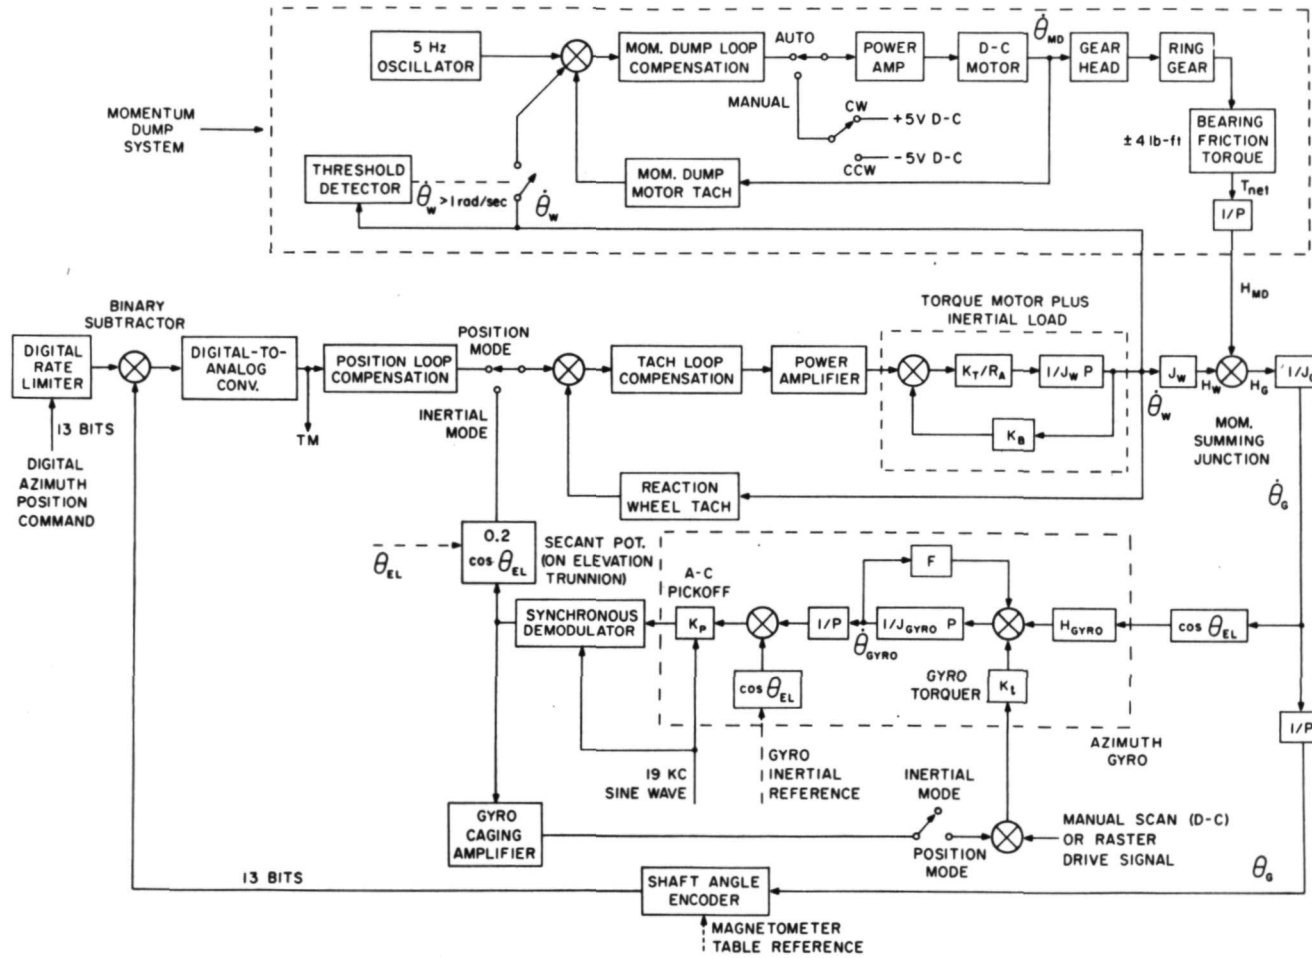 MOMENTUM
DUMP
SYSTEM
5 Hz
OSCILLATOR
MOM. DUMP LOOP
COMPENSATION
AUTO
MANUAL
POWER
AMP
D-C
MOTOR
θ̇MD
GEAR
HEAD
RING
GEAR
CW
+5V D-C
-5V D-C
CCW
±4 lb-ft
BEARING
FRICTION
TORQUE
Tnet
I/P
HMD
THRESHOLD
DETECTOR
θ̇W >1 rad/sec
θ̇W
MOM. DUMP
MOTOR TACH
BINARY
SUBTRACTOR
DIGITAL
RATE
LIMITER
13 BITS
DIGITAL
AZIMUTH
POSITION
COMMAND
DIGITAL-TO-
ANALOG
CONV.
TM
POSITION LOOP
COMPENSATION
POSITION
MODE
INERTIAL
MODE
TACH LOOP
COMPENSATION
POWER
AMPLIFIER
TORQUE MOTOR PLUS
INERTIAL LOAD
KT/RA
I/JW P
KB
θ̇W
JW
HW
HG
MOM.
SUMMING
JUNCTION
θ̇G
REACTION
WHEEL TACH
θEL
0.2
cos θEL
SECANT POT.
(ON ELEVATION
TRUNNION)
SYNCHRONOUS
DEMODULATOR
A-C
PICKOFF
KP
I/P
θ̇GYRO
F
I/JGYRO P
HGYRO
cos θEL
cos θEL
GYRO
TORQUER
Kt
AZIMUTH
GYRO
I/P
19 KC
SINE WAVE
GYRO
INERTIAL
REFERENCE
INERTIAL
MODE
POSITION
MODE
MANUAL SCAN (D-C)
OR RASTER
DRIVE SIGNAL
GYRO
CAGING
AMPLIFIER
13 BITS
SHAFT ANGLE
ENCODER
θG
MAGNETOMETER
TABLE REFERENCE